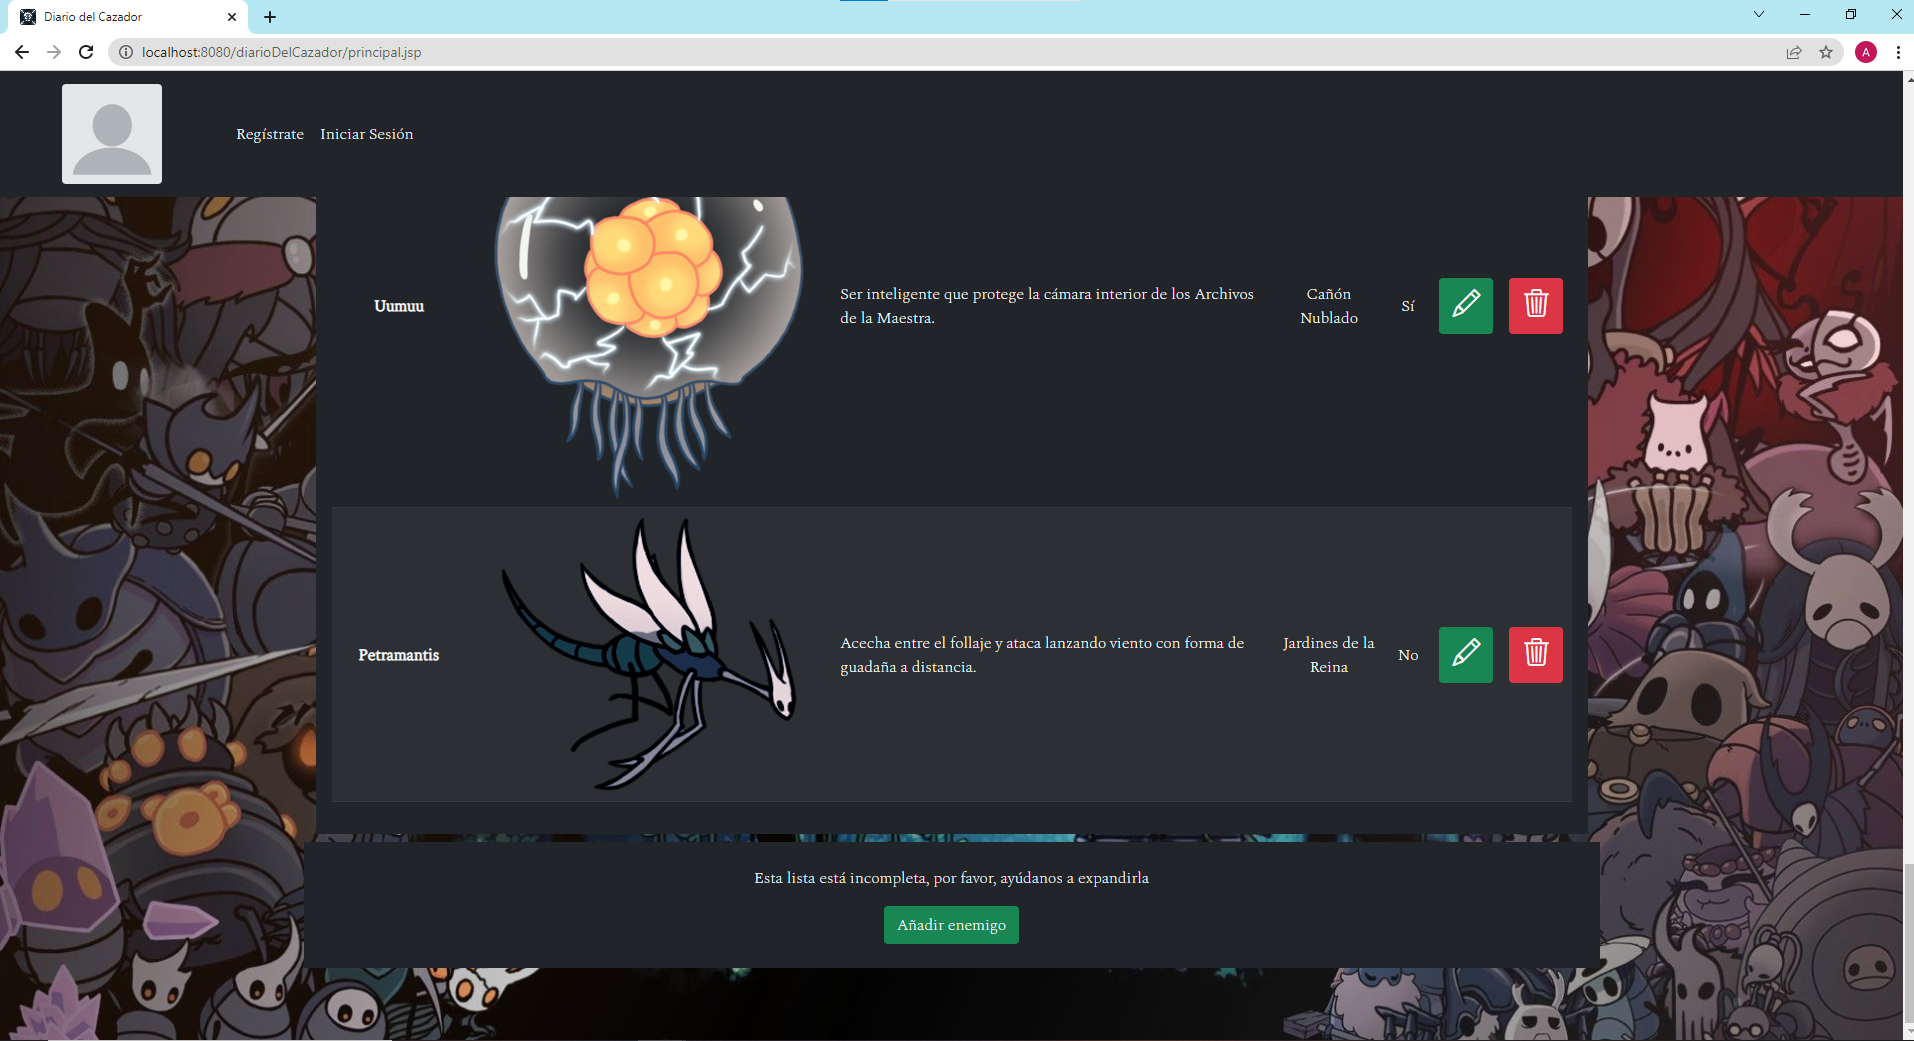 Diario del Cazador
localhost:8080/diarioDelCazador/principal.jsp
A
Regístrate Iniciar Sesión
Uumuu
Ser inteligente que protege la cámara interior de los Archivos
de la Maestra.
Cañón
Nublado
Sí
Petramantis
Acecha entre el follaje y ataca lanzando viento con forma de
guadaña a distancia.
Jardines de la
Reina
No
Esta lista está incompleta, por favor, ayúdanos a expandirla
Añadir enemigo